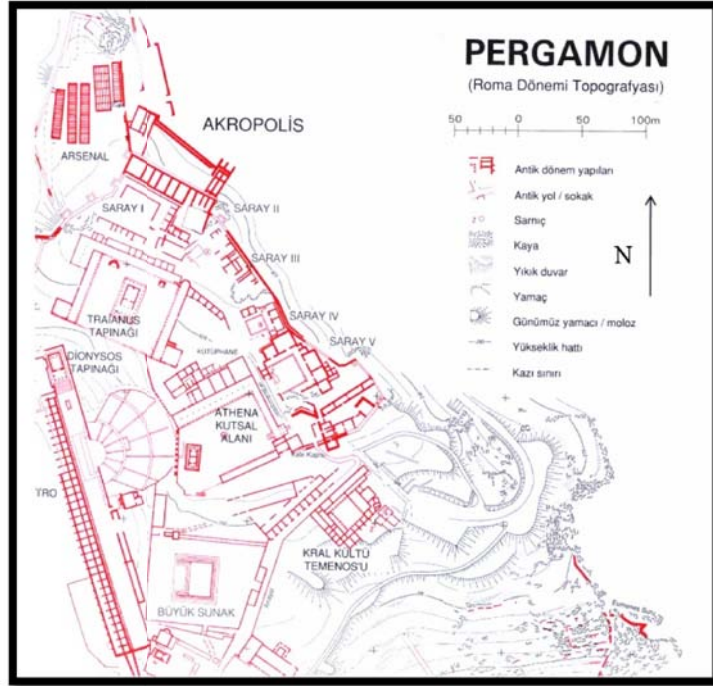 PERGAMON
(Roma Dönemi Topografyası)
50 0 50 100m
Antik dönem yapıları
Antik yol / sokak
Sarnıç
Kaya
Yıkık duvar
Yamaç
Günümüz yamacı / moloz
Yükseklik hattı
Kazı sınırı
N
AKROPOLİS
ARSENAL
SARAY I
SARAY II
SARAY III
SARAY IV
SARAY V
TRAIANUS
TAPINAĞI
DİONYSOS
TAPINAĞI
KÜTÜPHANE
ATHENA
KUTSAL
ALANI
TRO
KRAL KÜLTÜ
TEMENOS'U
BÜYÜK SUNAK